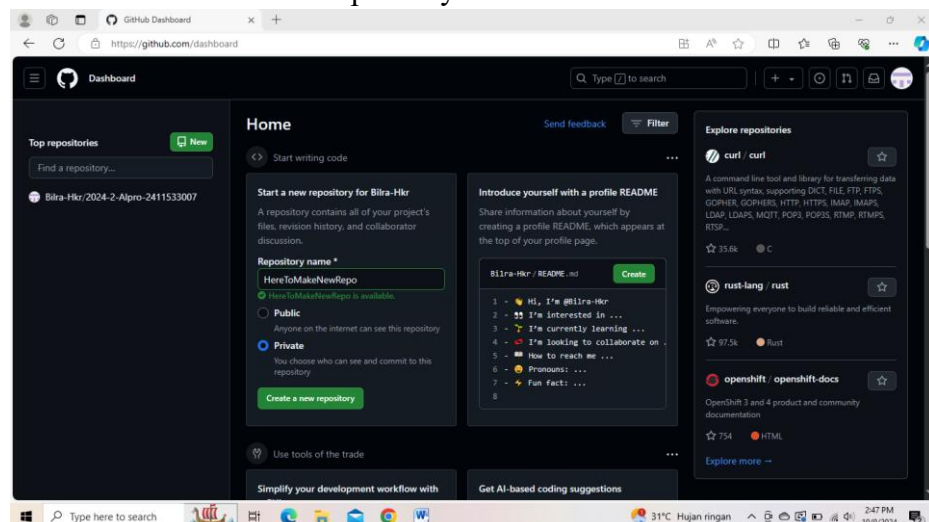 GitHub Dashboard
https://github.com/dashboard
Dashboard
Type / to search
Top repositories
New
Find a repository...
Bilra-Hkr/2024-2-Alpro-2411533007
Home
Send feedback
Filter
Start writing code
Start a new repository for Bilra-Hkr
A repository contains all of your project's
files, revision history, and collaborator
discussion.
Repository name *
HereToMakeNewRepo
HereToMakeNewRepo is available.
Public
Anyone on the internet can see this repository
Private
You choose who can see and commit to this
repository
Create a new repository
Introduce yourself with a profile README
Share information about yourself by
creating a profile README, which appears at
the top of your profile page.
Bilra-Hkr / README.md
Create
1 - 👋 Hi, I'm @Bilra-Hkr
2 - 👀 I'm interested in ...
3 - 🌱 I'm currently learning ...
4 - 💞️ I'm looking to collaborate on .
5 - 📫 How to reach me ...
6 - 😄 Pronouns: ...
7 - ⚡ Fun fact: ...
8
Use tools of the trade
Simplify your development workflow with
Get AI-based coding suggestions
Explore repositories
curl / curl
A command line tool and library for transferring data
with URL syntax, supporting DICT, FILE, FTP, FTPS,
GOPHER, GOPHERS, HTTP, HTTPS, IMAP, IMAPS,
LDAP, LDAPS, MQTT, POP3, POP3S, RTMP, RTMPS,
RTSP...
35.6k
C
rust-lang / rust
Empowering everyone to build reliable and efficient
software.
97.5k
Rust
openshift / openshift-docs
OpenShift 3 and 4 product and community
documentation
754
HTML
Explore more →
Type here to search
31°C Hujan ringan
2:47 PM